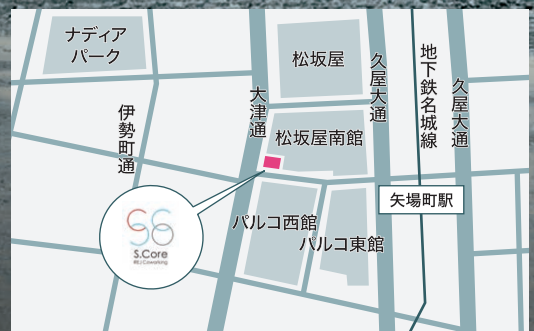 ナディア
パーク
松坂屋
久屋大通
地下鉄名城線
久屋大通
大津通
伊勢町通
松坂屋南館
矢場町駅
パルコ西館
パルコ東館
S.Core